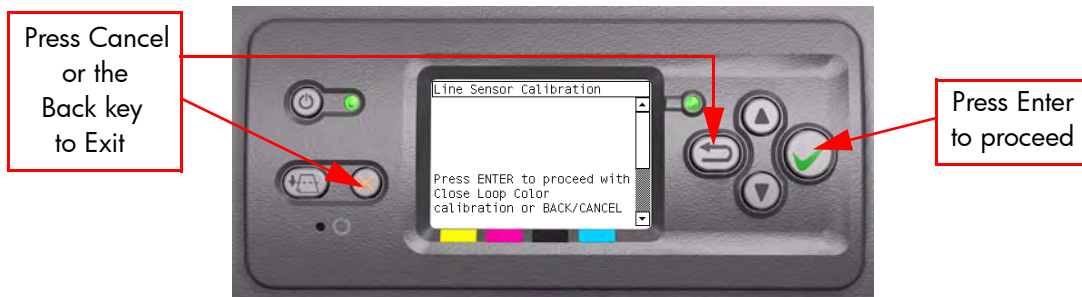 Press Cancel
or the
Back key
to Exit
Line Sensor Calibration
Press ENTER to proceed with
Close Loop Color
calibration or BACK/CANCEL
Press Enter
to proceed